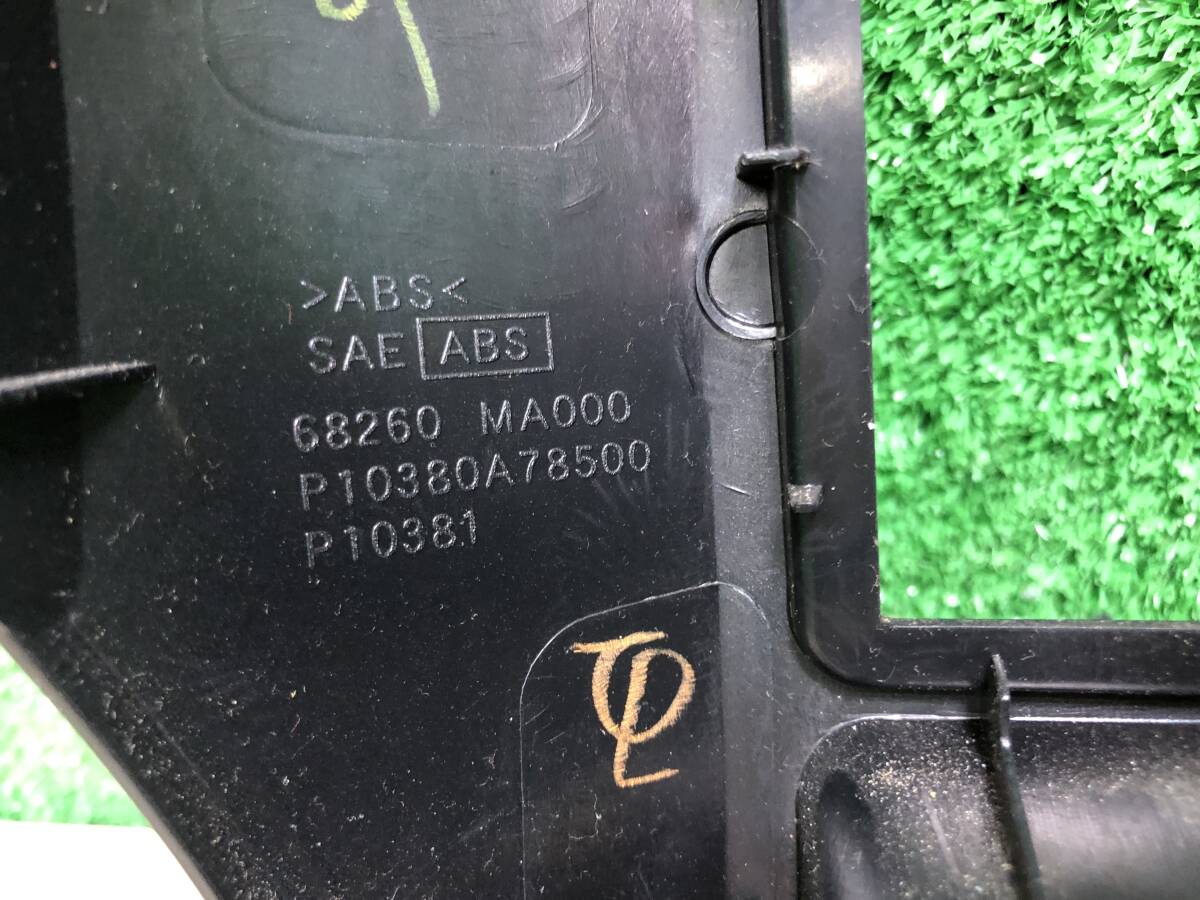 >ABS<
SAE ABS
68260 MA000
P10380A78500
P10381